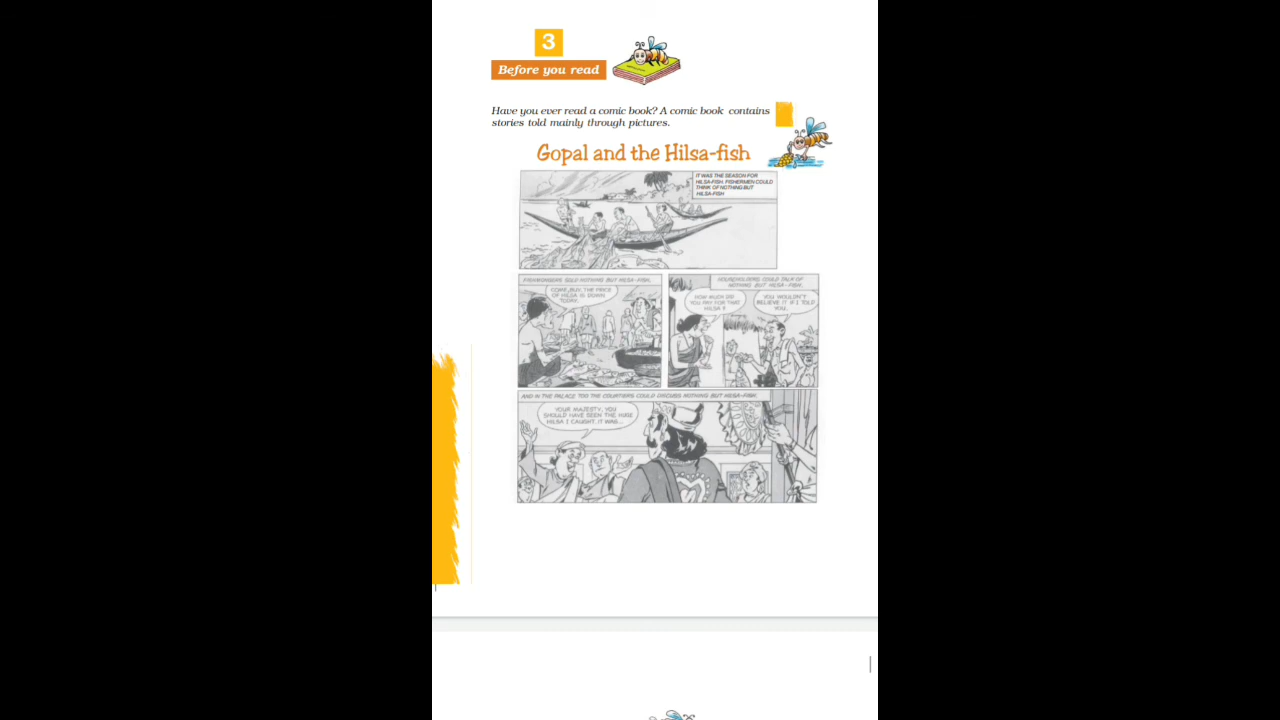 3
Before you read
Have you ever read a comic book? A comic book contains
stories told mainly through pictures.
Gopal and the Hilsa-fish
IT WAS THE SEASON FOR
HILSA-FISH. FISHERMEN COULD
THINK OF NOTHING BUT
HILSA-FISH
FISHMONGERS SOLD NOTHING BUT HILSA-FISH.
COME, BUY. THE PRICE
OF HILSA IS DOWN
TODAY.
HOUSEHOLDERS COULD TALK OF
NOTHING BUT HILSA-FISH.
HOW MUCH DID
YOU PAY FOR THAT
HILSA?
YOU WOULDN'T
BELIEVE IT IF I TOLD
YOU.
AND IN THE PALACE TOO THE COURTIERS COULD DISCUSS NOTHING BUT HILSA-FISH.
YOUR MAJESTY, YOU
SHOULD HAVE SEEN THE HUGE
HILSA I CAUGHT. IT WAS...